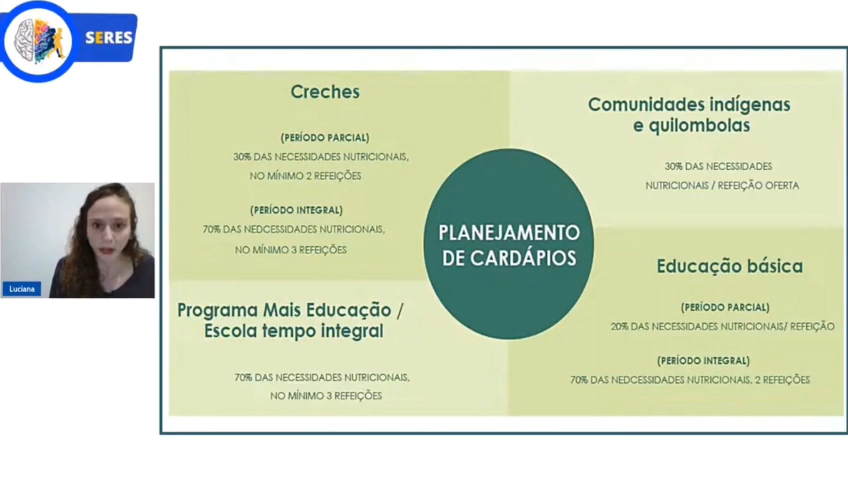 SERES
Creches
(PERÍODO PARCIAL)
30% DAS NECESSIDADES NUTRICIONAIS,
NO MÍNIMO 2 REFEIÇÕES
(PERÍODO INTEGRAL)
70% DAS NEDCESSIDADES NUTRICIONAIS,
NO MÍNIMO 3 REFEIÇÕES
Comunidades indígenas
e quilombolas
30% DAS NECESSIDADES
NUTRICIONAIS / REFEIÇÃO OFERTA
PLANEJAMENTO
DE CARDÁPIOS
Programa Mais Educação /
Escola tempo integral
70% DAS NECESSIDADES NUTRICIONAIS,
NO MÍNIMO 3 REFEIÇÕES
Educação básica
(PERÍODO PARCIAL)
20% DAS NECESSIDADES NUTRICIONAIS/ REFEIÇÃO
(PERÍODO INTEGRAL)
70% DAS NEDCESSIDADES NUTRICIONAIS, 2 REFEIÇÕES
Luciana